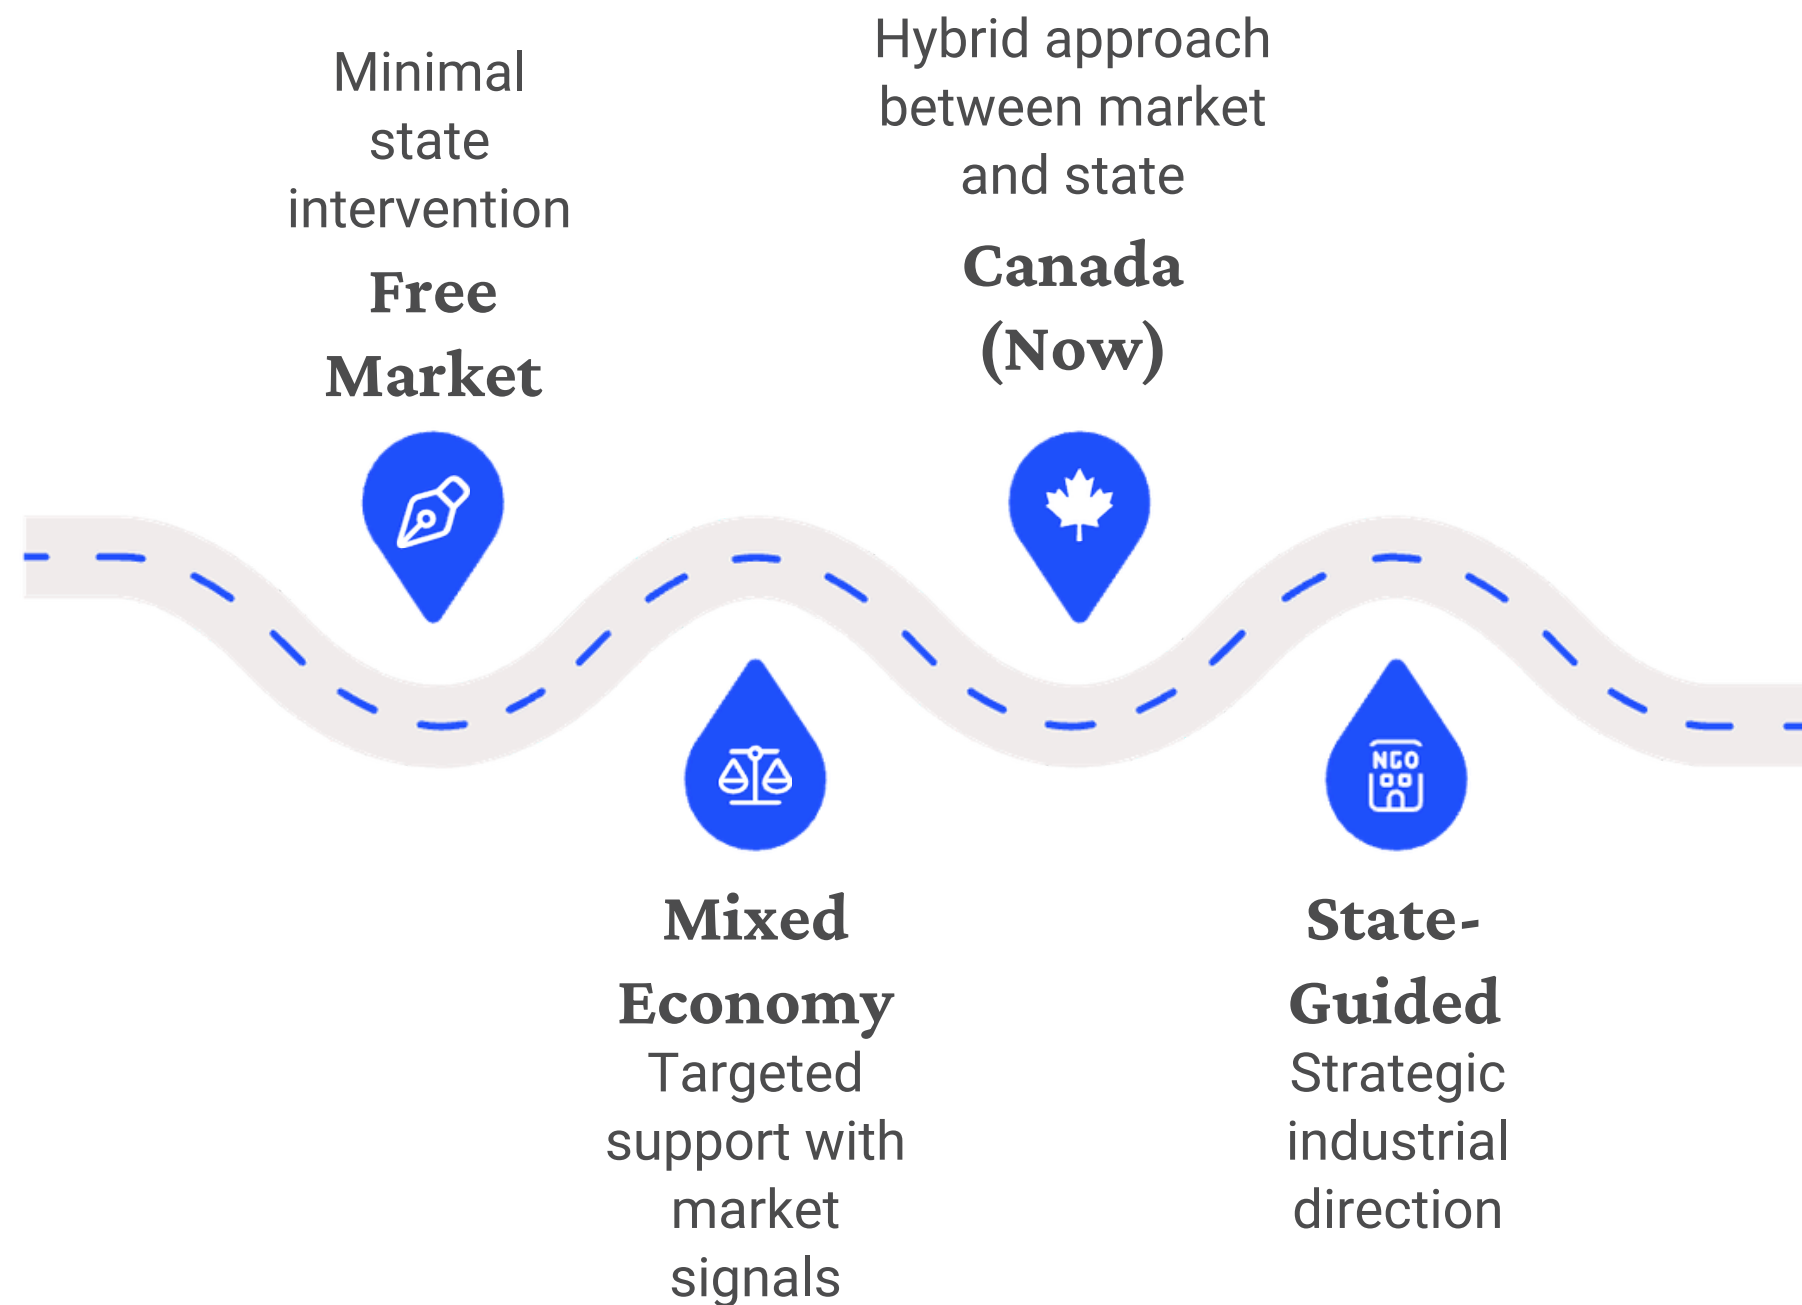 Minimal
state
intervention
Free
Market
Hybrid approach
between market
and state
Canada
(Now)
NGO
Mixed
Economy
Targeted
support with
market
signals
State-
Guided
Strategic
industrial
direction